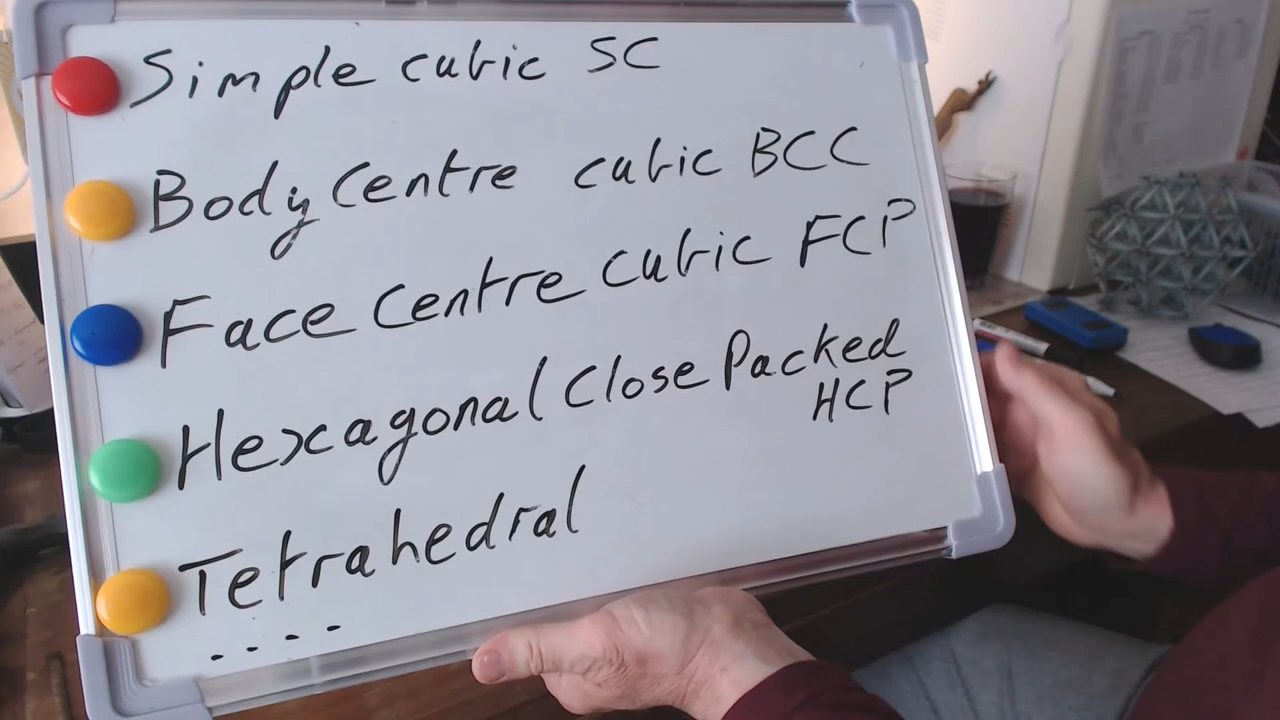 Simple cubic SC
Body Centre cubic BCC
Face Centre cubic FCP
Hexagonal Close Packed
HCP
Tetrahedral
....